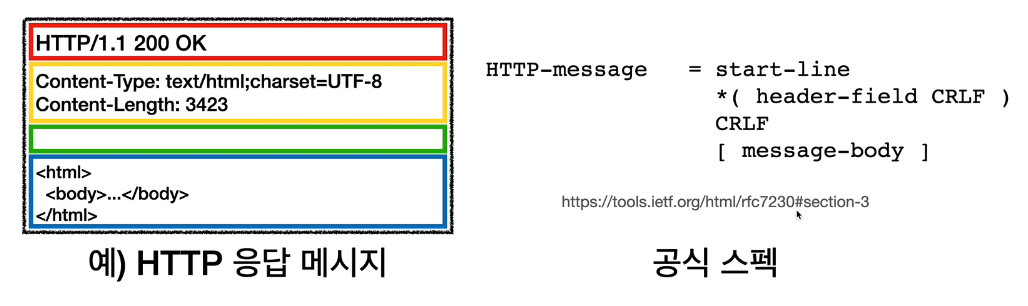 HTTP/1.1 200 OK
Content-Type: text/html;charset=UTF-8
Content-Length: 3423
<html>
<body>...</body>
</html>
예) HTTP 응답 메시지
HTTP-message = start-line
*( header-field CRLF )
CRLF
[ message-body ]
https://tools.ietf.org/html/rfc7230#section-3
공식 스펙